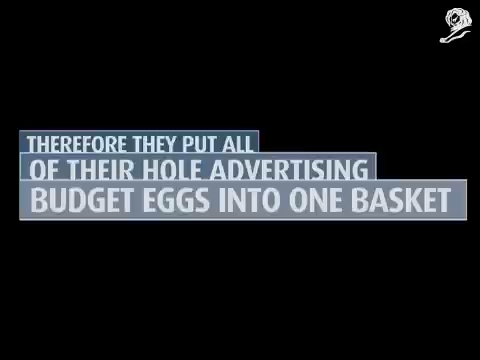 THEREFORE THEY PUT ALL
OF THEIR HOLE ADVERTISING
BUDGET EGGS INTO ONE BASKET